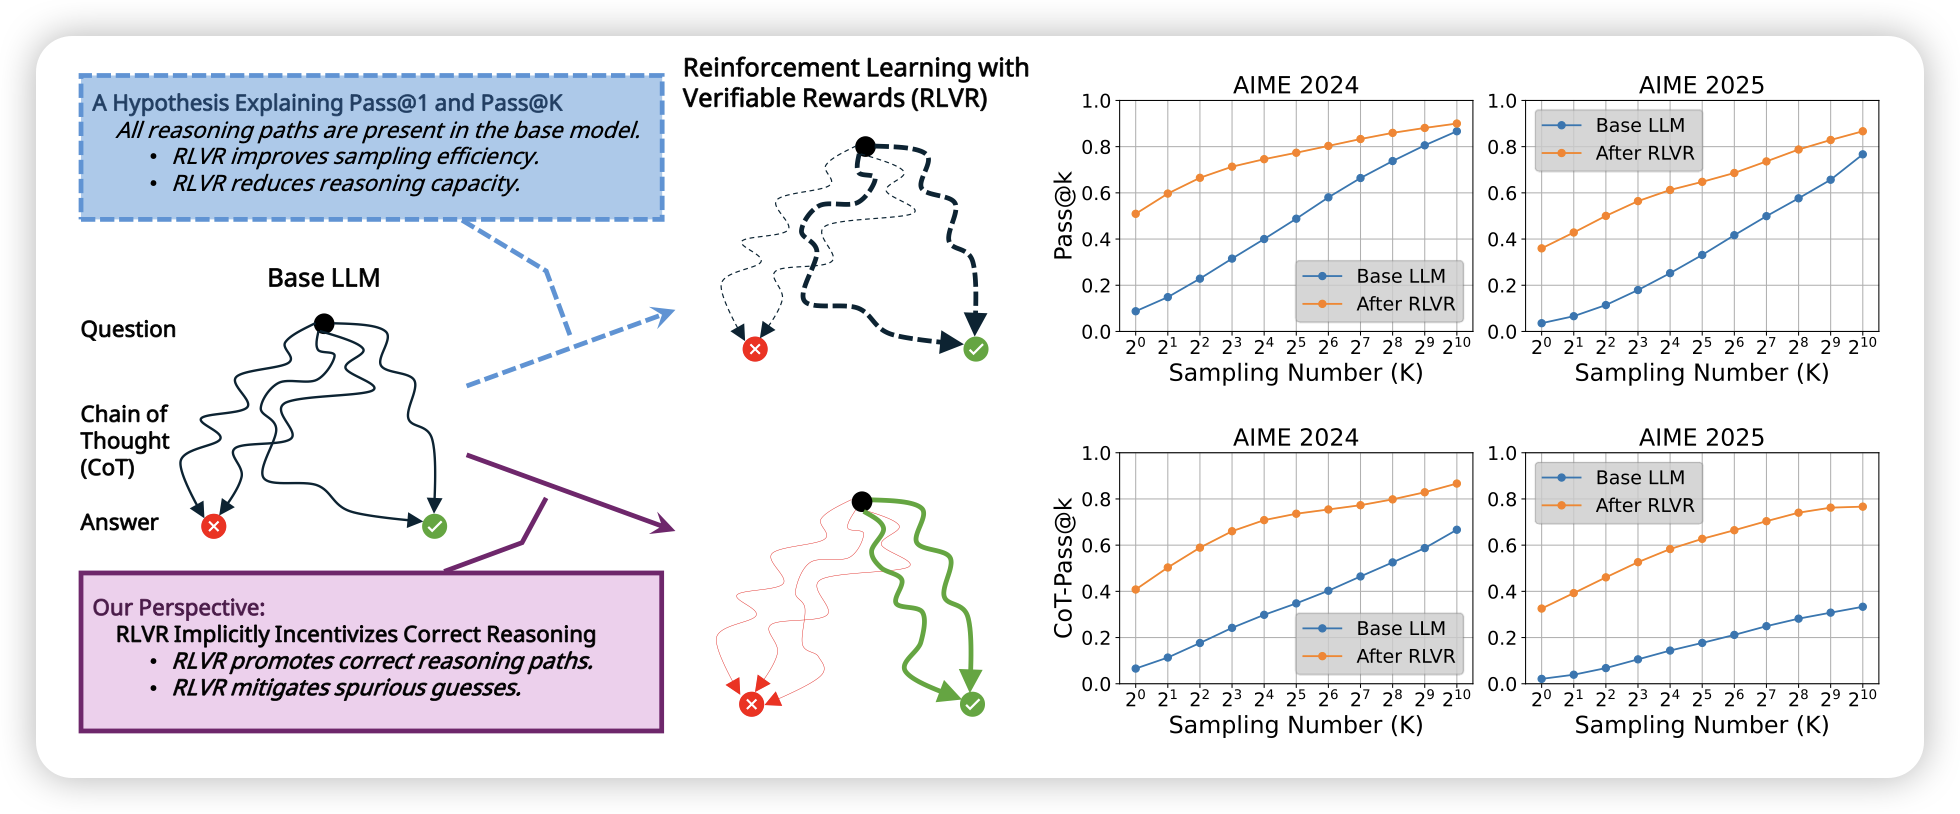 A Hypothesis Explaining Pass@1 and Pass@K
All reasoning paths are present in the base model.
• RLVR improves sampling efficiency.
• RLVR reduces reasoning capacity.
Base LLM
Question
Chain of
Thought
(CoT)
Answer
Our Perspective:
RLVR Implicitly Incentivizes Correct Reasoning
• RLVR promotes correct reasoning paths.
• RLVR mitigates spurious guesses.
Reinforcement Learning with
Verifiable Rewards (RLVR)
AIME 2024
Pass@k
1.0
0.8
0.6
0.4
0.2
0.0
Base LLM
After RLVR
2⁰ 2¹ 2² 2³ 2⁴ 2⁵ 2⁶ 2⁷ 2⁸ 2⁹ 2¹⁰
Sampling Number (K)
AIME 2025
1.0
0.8
0.6
0.4
0.2
0.0
Base LLM
After RLVR
2⁰ 2¹ 2² 2³ 2⁴ 2⁵ 2⁶ 2⁷ 2⁸ 2⁹ 2¹⁰
Sampling Number (K)
AIME 2024
CoT-Pass@k
1.0
0.8
0.6
0.4
0.2
0.0
Base LLM
After RLVR
2⁰ 2¹ 2² 2³ 2⁴ 2⁵ 2⁶ 2⁷ 2⁸ 2⁹ 2¹⁰
Sampling Number (K)
AIME 2025
1.0
0.8
0.6
0.4
0.2
0.0
Base LLM
After RLVR
2⁰ 2¹ 2² 2³ 2⁴ 2⁵ 2⁶ 2⁷ 2⁸ 2⁹ 2¹⁰
Sampling Number (K)